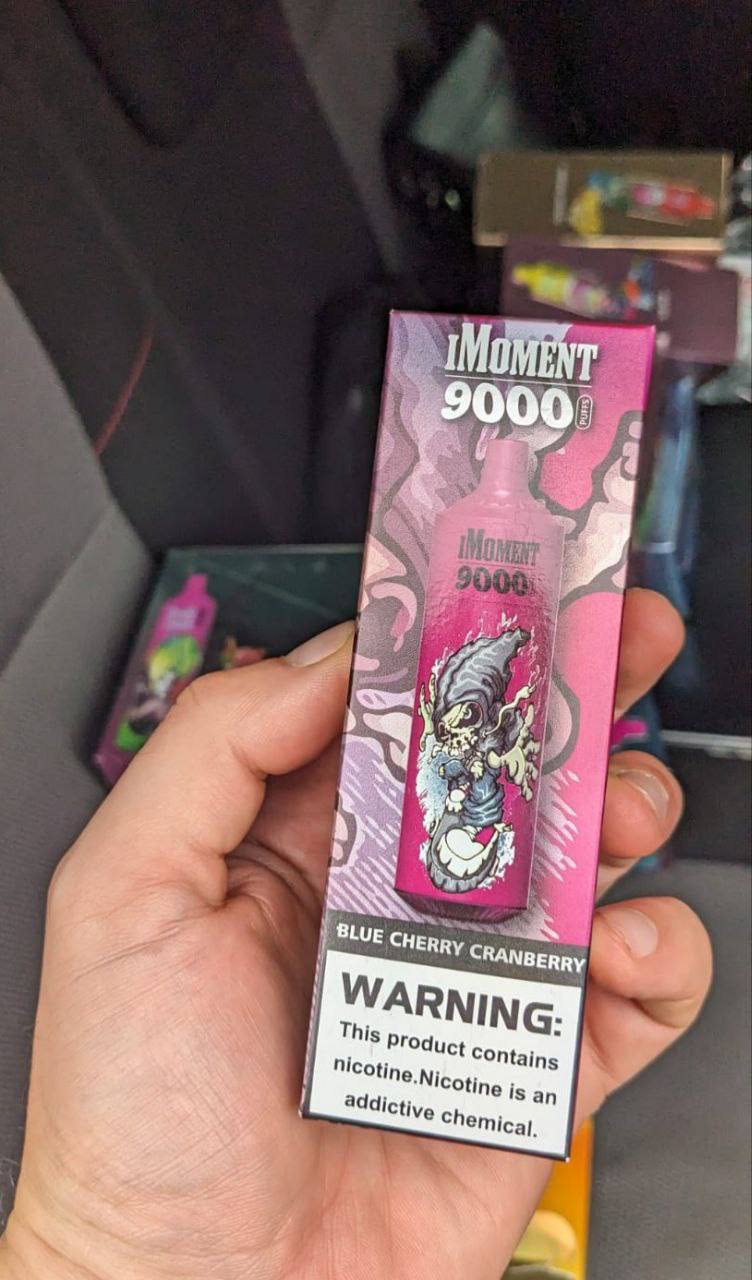 iMoment
9000 PUFFS
iMoment
9000
BLUE CHERRY CRANBERRY
WARNING:
This product contains
nicotine.Nicotine is an
addictive chemical.